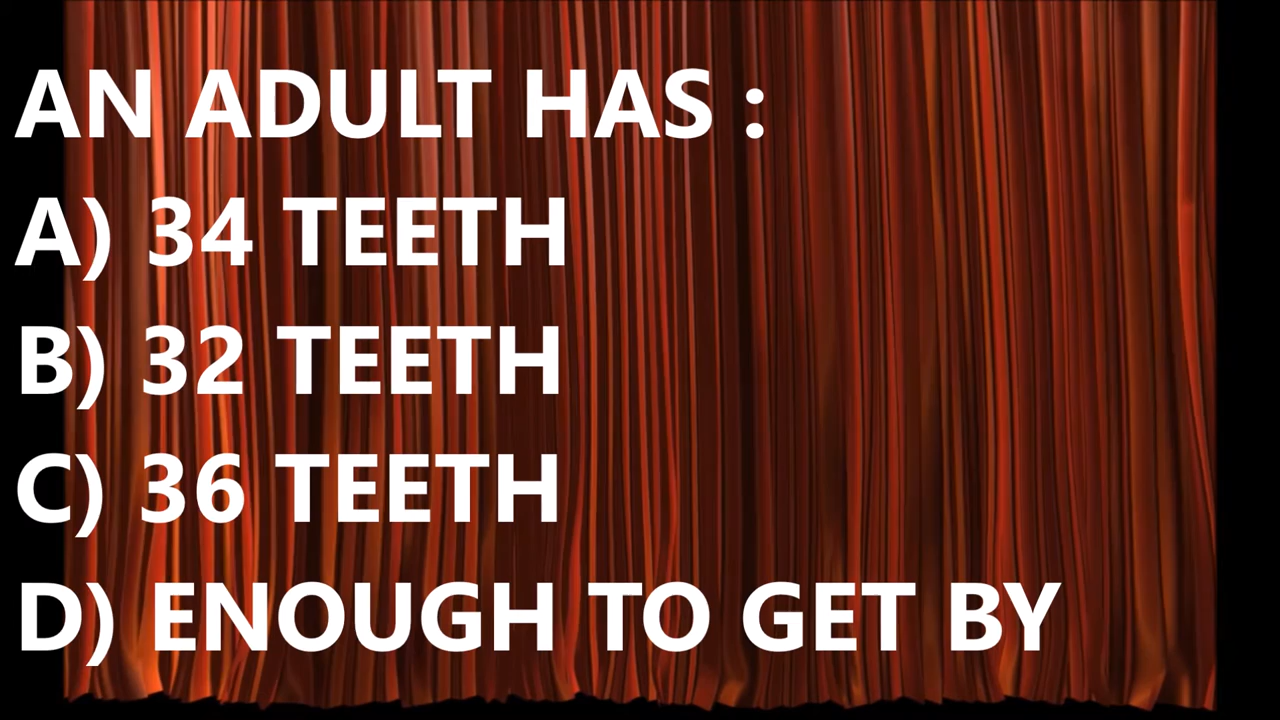 AN ADULT HAS :
A) 34 TEETH
B) 32 TEETH
C) 36 TEETH
D) ENOUGH TO GET BY